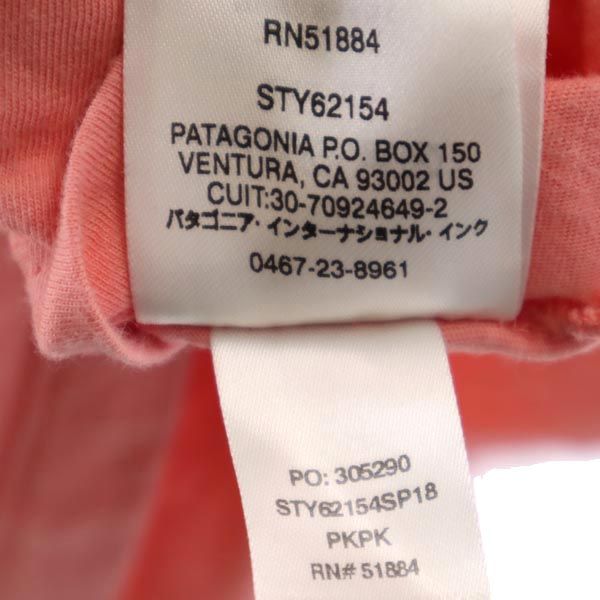 RN51884
STY62154
PATAGONIA P.O. BOX 150
VENTURA, CA 93002 US
CUIT:30-70924649-2
パタゴニア・インターナショナル・インク
0467-23-8961
PO: 305290
STY62154SP18
PKPK
RN# 51884